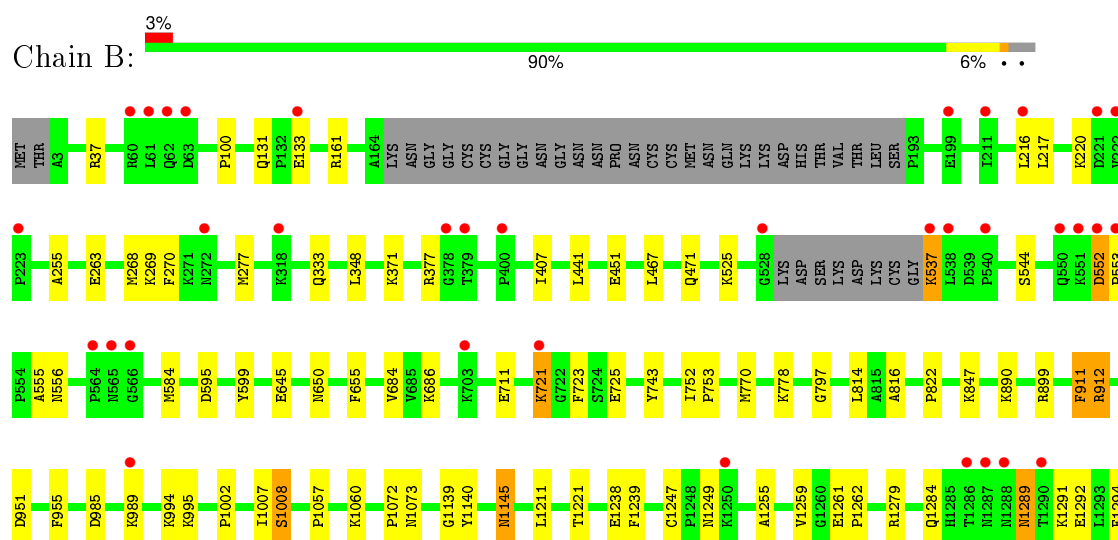 3%
Chain B:
90%
6%
MET THR A3 R37 R60 L61 Q62 D63 P100 Q131 P132 E133 R161 A164 LYS ASN GLY GLY CYS CYS GLY GLY ASN GLY ASN ASN PRO ASN CYS CYS MET ASN GLN LYS LYS ASP HIS THR VAL THR LEU SER P193 E199 I211 L216 L217 K220 D221
P223 A255 E263 M268 K269 F270 K271 N272 M277 K318 Q333 L348 K371 R377 G378 T379 P400 I407 L441 E451 L467 Q471 K525 G528 LYS ASP SER LYS ASP LYS CYS GLY K537 L538 D539 P540 S544 Q550 K551 D552
P554 A555 N556 P564 N565 G566 M584 D595 Y599 E645 N650 F655 V684 V685 K686 K703 E711 K721 G722 F723 S724 E725 Y743 I752 P753 M770 K778 G797 L814 A815 A816 P822 K847 K890 R899 F911 R912
D951 F955 D985 K989 K994 K995 P1002 I1007 S1008 P1057 K1060 P1072 N1073 G1139 Y1140 N1145 L1211 T1221 E1238 F1239 C1247 P1248 N1249 K1250 A1255 V1259 G1260 E1261 P1262 R1279 Q1284 H1285 T1286 N1287 N1288 N1289 T1290 K1291 E1292 L1293